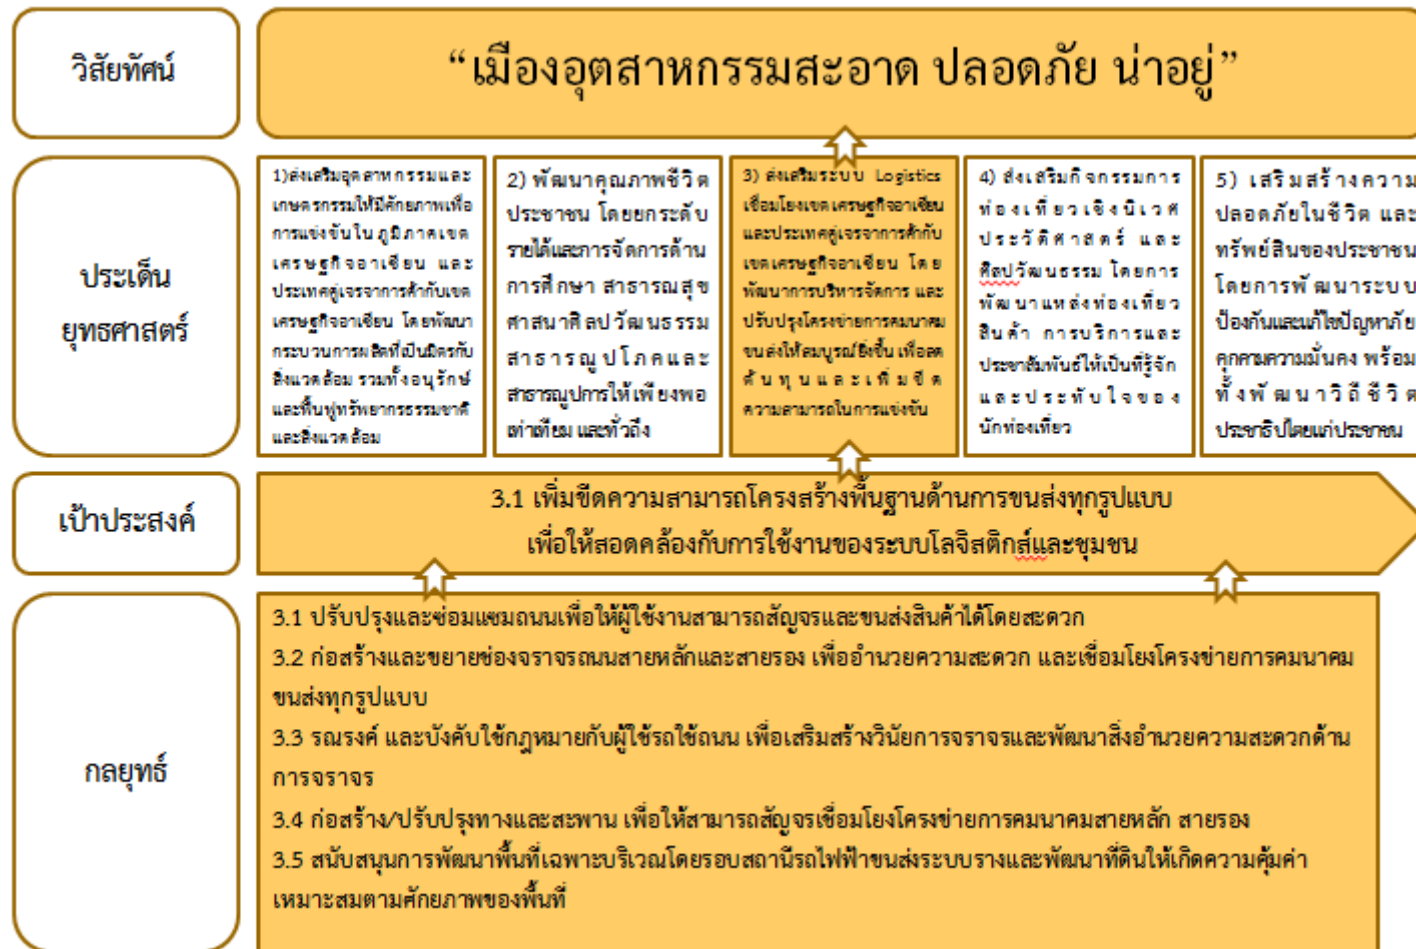 วิสัยทัศน์
“เมืองอุตสาหกรรมสะอาด ปลอดภัย น่าอยู่”
ประเด็น
ยุทธศาสตร์
1)ส่งเสริมอุตสาหกรรมและ
เกษตรกรรมให้มีศักยภาพเพื่อ
การแข่งขันในภูมิภาคเขต
เศรษฐกิจอาเซียน และ
ประเทศคู่เจรจาการค้ากับเขต
เศรษฐกิจอาเซียน โดยพัฒนา
กระบวนการผลิตที่เป็นมิตรกับ
สิ่งแวดล้อม รวมทั้งอนุรักษ์
และฟื้นฟูทรัพยากรธรรมชาติ
และสิ่งแวดล้อม
2) พัฒนาคุณภาพชีวิต
ประชาชน โดยยกระดับ
รายได้และการจัดการด้าน
การศึกษา สาธารณสุข
ศาสนาศิลปวัฒนธรรม
สาธารณูปโภคและ
สาธารณูปการให้เพียงพอ
เท่าเทียม และทั่วถึง
3) ส่งเสริมระบบ Logistics
เชื่อมโยงเขตเศรษฐกิจอาเซียน
และประเทศคู่เจรจาการค้ากับ
เขตเศรษฐกิจอาเซียน โดย
พัฒนาการบริหารจัดการ และ
ปรับปรุงโครงข่ายการคมนาคม
ขนส่งให้สมบูรณ์ยิ่งขึ้น เพื่อลด
ต้นทุนและเพิ่มขีด
ความสามารถในการแข่งขัน
4) ส่งเสริมกิจกรรมการ
ท่องเที่ยวเชิงนิเวศ
ประวัติศาสตร์ และ
ศิลปวัฒนธรรม โดยการ
พัฒนาแหล่งท่องเที่ยว
สินค้า การบริการและ
ประชาสัมพันธ์ให้เป็นที่รู้จัก
และประทับใจของ
นักท่องเที่ยว
5) เสริมสร้างความ
ปลอดภัยในชีวิต และ
ทรัพย์สินของประชาชน
โดยการพัฒนาระบบ
ป้องกันและแก้ไขปัญหาภัย
คุกคามความมั่นคง พร้อม
ทั้งพัฒนาวิถีชีวิต
ประชาธิปไตยแก่ประชาชน
เป้าประสงค์
3.1 เพิ่มขีดความสามารถโครงสร้างพื้นฐานด้านการขนส่งทุกรูปแบบ
เพื่อให้สอดคล้องกับการใช้งานของระบบโลจิสติกส์และชุมชน
กลยุทธ์
3.1 ปรับปรุงและซ่อมแซมถนนเพื่อให้ผู้ใช้งานสามารถสัญจรและขนส่งสินค้าได้โดยสะดวก
3.2 ก่อสร้างและขยายช่องจราจรถนนสายหลักและสายรอง เพื่ออำนวยความสะดวก และเชื่อมโยงโครงข่ายการคมนาคม
ขนส่งทุกรูปแบบ
3.3 รณรงค์ และบังคับใช้กฎหมายกับผู้ใช้รถใช้ถนน เพื่อเสริมสร้างวินัยการจราจรและพัฒนาสิ่งอำนวยความสะดวกด้าน
การจราจร
3.4 ก่อสร้าง/ปรับปรุงทางและสะพาน เพื่อให้สามารถสัญจรเชื่อมโยงโครงข่ายการคมนาคมสายหลัก สายรอง
3.5 สนับสนุนการพัฒนาพื้นที่เฉพาะบริเวณโดยรอบสถานีรถไฟฟ้าขนส่งระบบรางและพัฒนาที่ดินให้เกิดความคุ้มค่า
เหมาะสมตามศักยภาพของพื้นที่